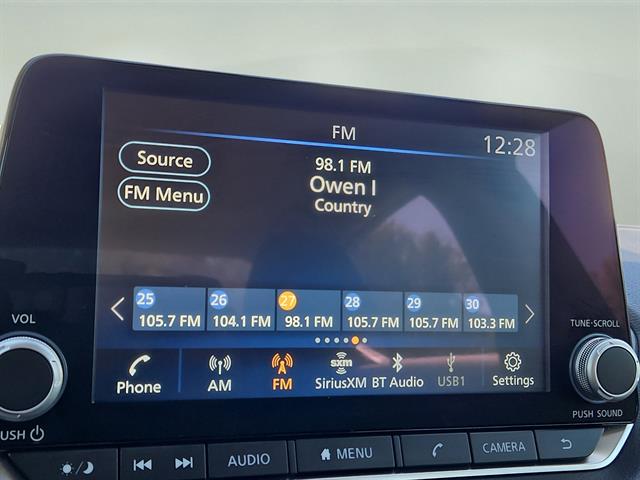 FM
12:28
Source
98.1 FM
Owen I
FM Menu
Country
25 26 27 28 29 30
105.7 FM 104.1 FM 98.1 FM 105.7 FM 105.7 FM 103.3 FM
VOL
TUNE·SCROLL
Phone AM FM sxm SiriusXM BT Audio USB1 Settings
PUSH
PUSH SOUND
AUDIO MENU CAMERA